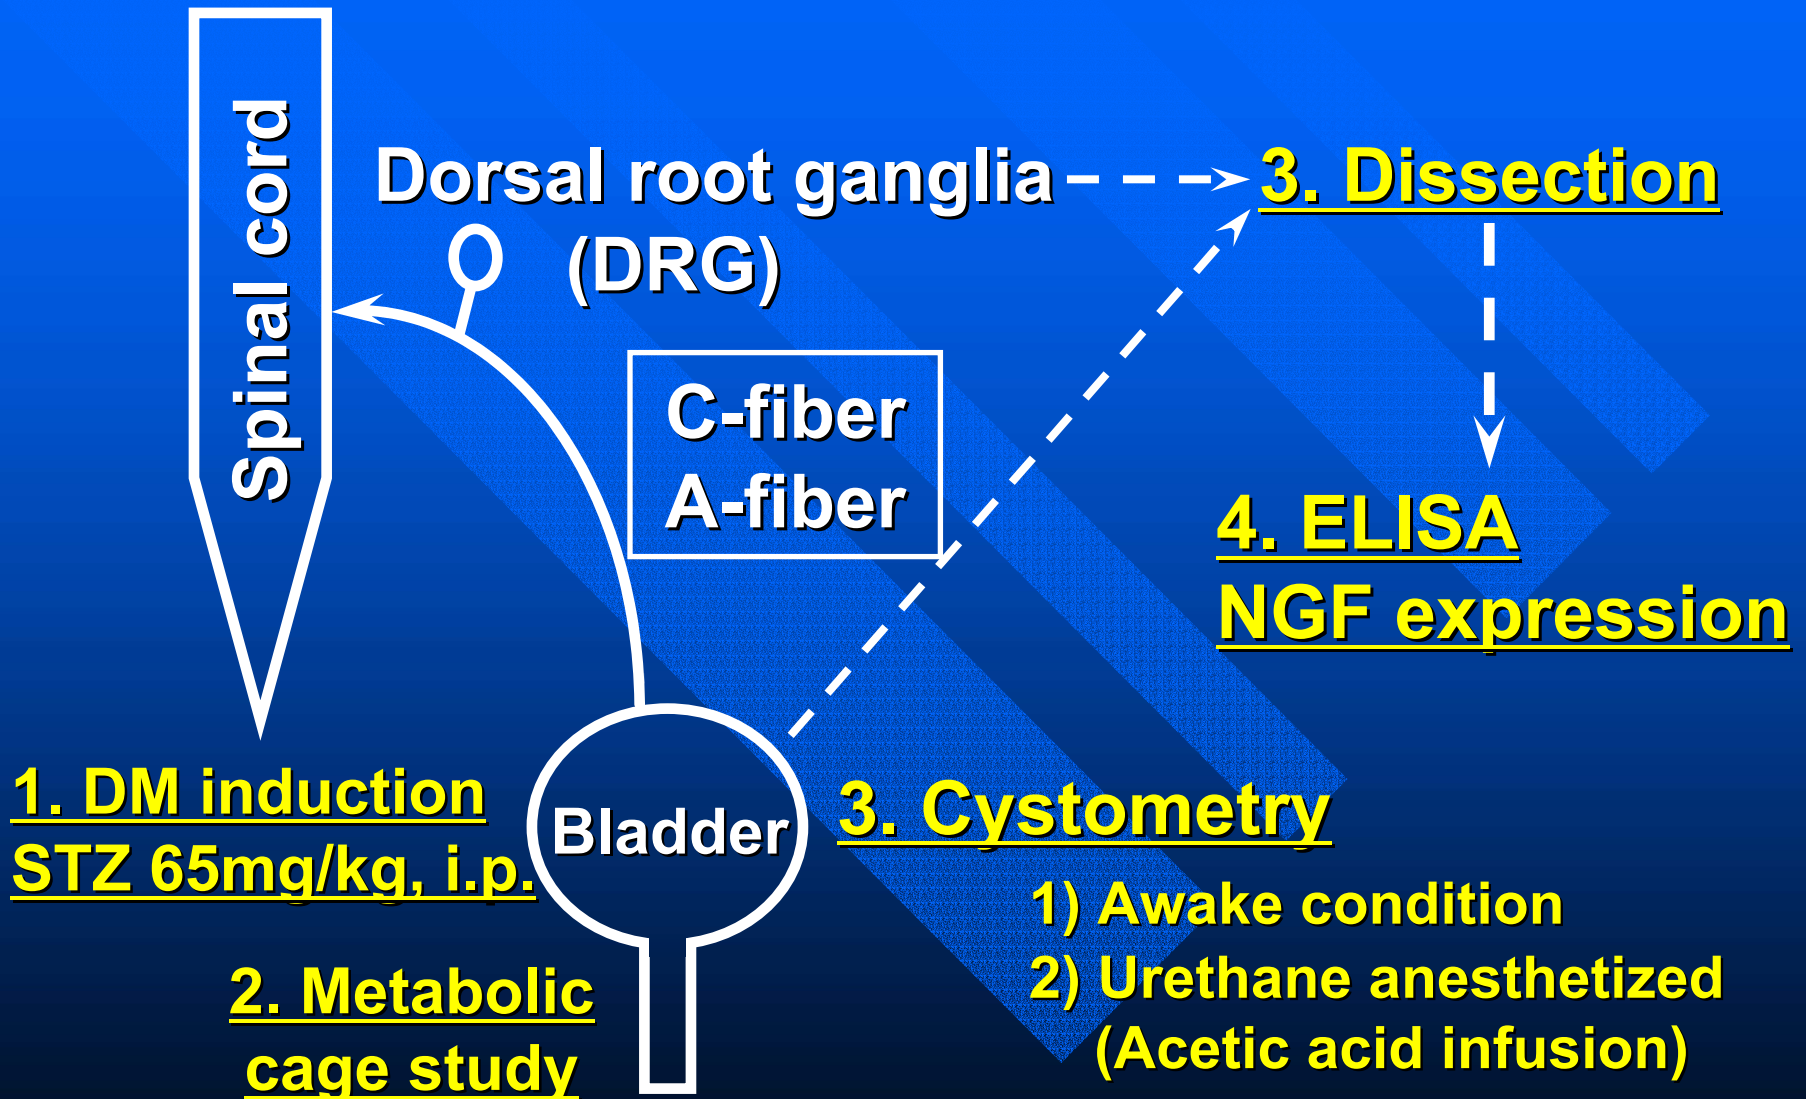 Spinal cord
Dorsal root ganglia
(DRG)
3. Dissection
C-fiber
A-fiber
4. ELISA
NGF expression
1. DM induction
STZ 65mg/kg, i.p.
Bladder
3. Cystometry
1) Awake condition
2) Urethane anesthetized
(Acetic acid infusion)
2. Metabolic
cage study